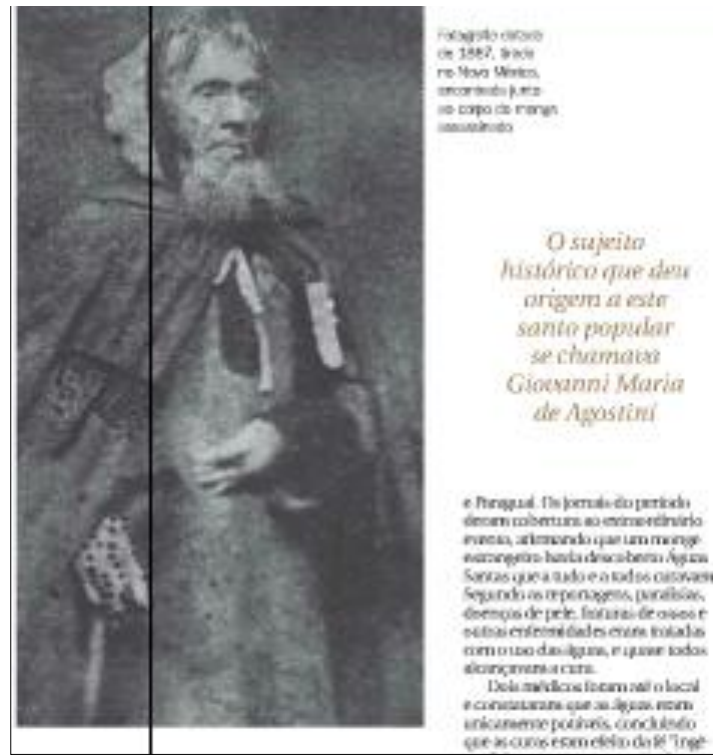 Fotografia datada
de 1867, tirada
no Novo México,
encontrada junto
ao corpo do monge
assassinado
O sujeito
histórico que deu
origem a este
santo popular
se chamava
Giovanni Maria
de Agostini
e Paraguai. Os jornais do período
deram cobertura ao extraordinário
evento, afirmando que um monge
estrangeiro havia descoberto Águas
Santas que a tudo e a todos curavam
Segundo as reportagens, paralisias,
doenças de pele, fraturas de ossos e
outras enfermidades eram tratadas
com o uso das águas, e quase todos
alcançavam a cura.
Dois médicos foram até o local
e constataram que as águas eram
unicamente potáveis, concluindo
que as curas eram efeito da fé "ingê-